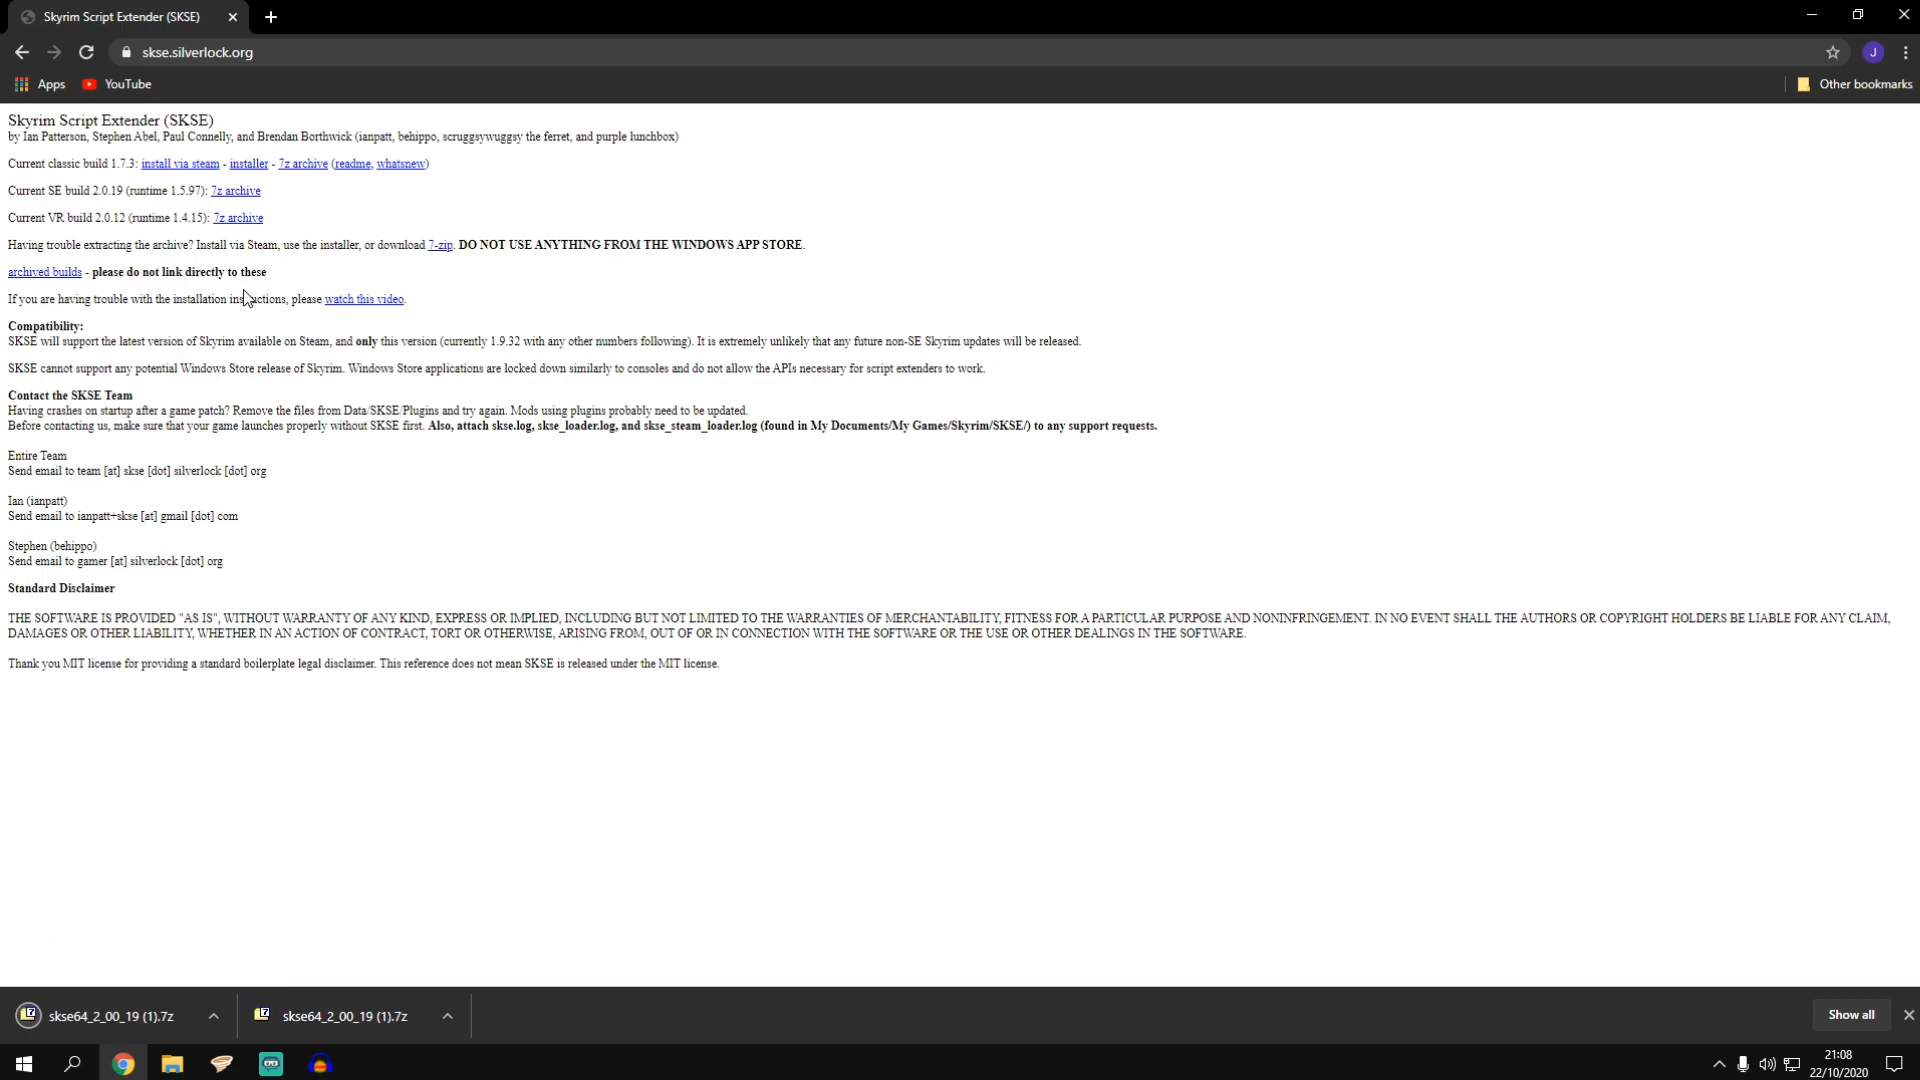 Skyrim Script Extender (SKSE)
skse.silverlock.org
J
Apps
YouTube
Other bookmarks
Skyrim Script Extender (SKSE)
by Ian Patterson, Stephen Abel, Paul Connelly, and Brendan Borthwick (ianpatt, behippo, scruggsywuggsy the ferret, and purple lunchbox)
Current classic build 1.7.3: install via steam - installer - 7z archive (readme, whatsnew)
Current SE build 2.0.19 (runtime 1.5.97): 7z archive
Current VR build 2.0.12 (runtime 1.4.15): 7z archive
Having trouble extracting the archive? Install via Steam, use the installer, or download 7-zip. DO NOT USE ANYTHING FROM THE WINDOWS APP STORE.
archived builds - please do not link directly to these
If you are having trouble with the installation instructions, please watch this video.
Compatibility:
SKSE will support the latest version of Skyrim available on Steam, and only this version (currently 1.9.32 with any other numbers following). It is extremely unlikely that any future non-SE Skyrim updates will be released.
SKSE cannot support any potential Windows Store release of Skyrim. Windows Store applications are locked down similarly to consoles and do not allow the APIs necessary for script extenders to work.
Contact the SKSE Team
Having crashes on startup after a game patch? Remove the files from Data/SKSE/Plugins and try again. Mods using plugins probably need to be updated.
Before contacting us, make sure that your game launches properly without SKSE first. Also, attach skse.log, skse_loader.log, and skse_steam_loader.log (found in My Documents/My Games/Skyrim/SKSE/) to any support requests.
Entire Team
Send email to team [at] skse [dot] silverlock [dot] org
Ian (ianpatt)
Send email to ianpatt+skse [at] gmail [dot] com
Stephen (behippo)
Send email to gamer [at] silverlock [dot] org
Standard Disclaimer
THE SOFTWARE IS PROVIDED "AS IS", WITHOUT WARRANTY OF ANY KIND, EXPRESS OR IMPLIED, INCLUDING BUT NOT LIMITED TO THE WARRANTIES OF MERCHANTABILITY, FITNESS FOR A PARTICULAR PURPOSE AND NONINFRINGEMENT. IN NO EVENT SHALL THE AUTHORS OR COPYRIGHT HOLDERS BE LIABLE FOR ANY CLAIM,
DAMAGES OR OTHER LIABILITY, WHETHER IN AN ACTION OF CONTRACT, TORT OR OTHERWISE, ARISING FROM, OUT OF OR IN CONNECTION WITH THE SOFTWARE OR THE USE OR OTHER DEALINGS IN THE SOFTWARE.
Thank you MIT license for providing a standard boilerplate legal disclaimer. This reference does not mean SKSE is released under the MIT license.
skse64_2_00_19 (1).7z
skse64_2_00_19 (1).7z
Show all
21:08
22/10/2020